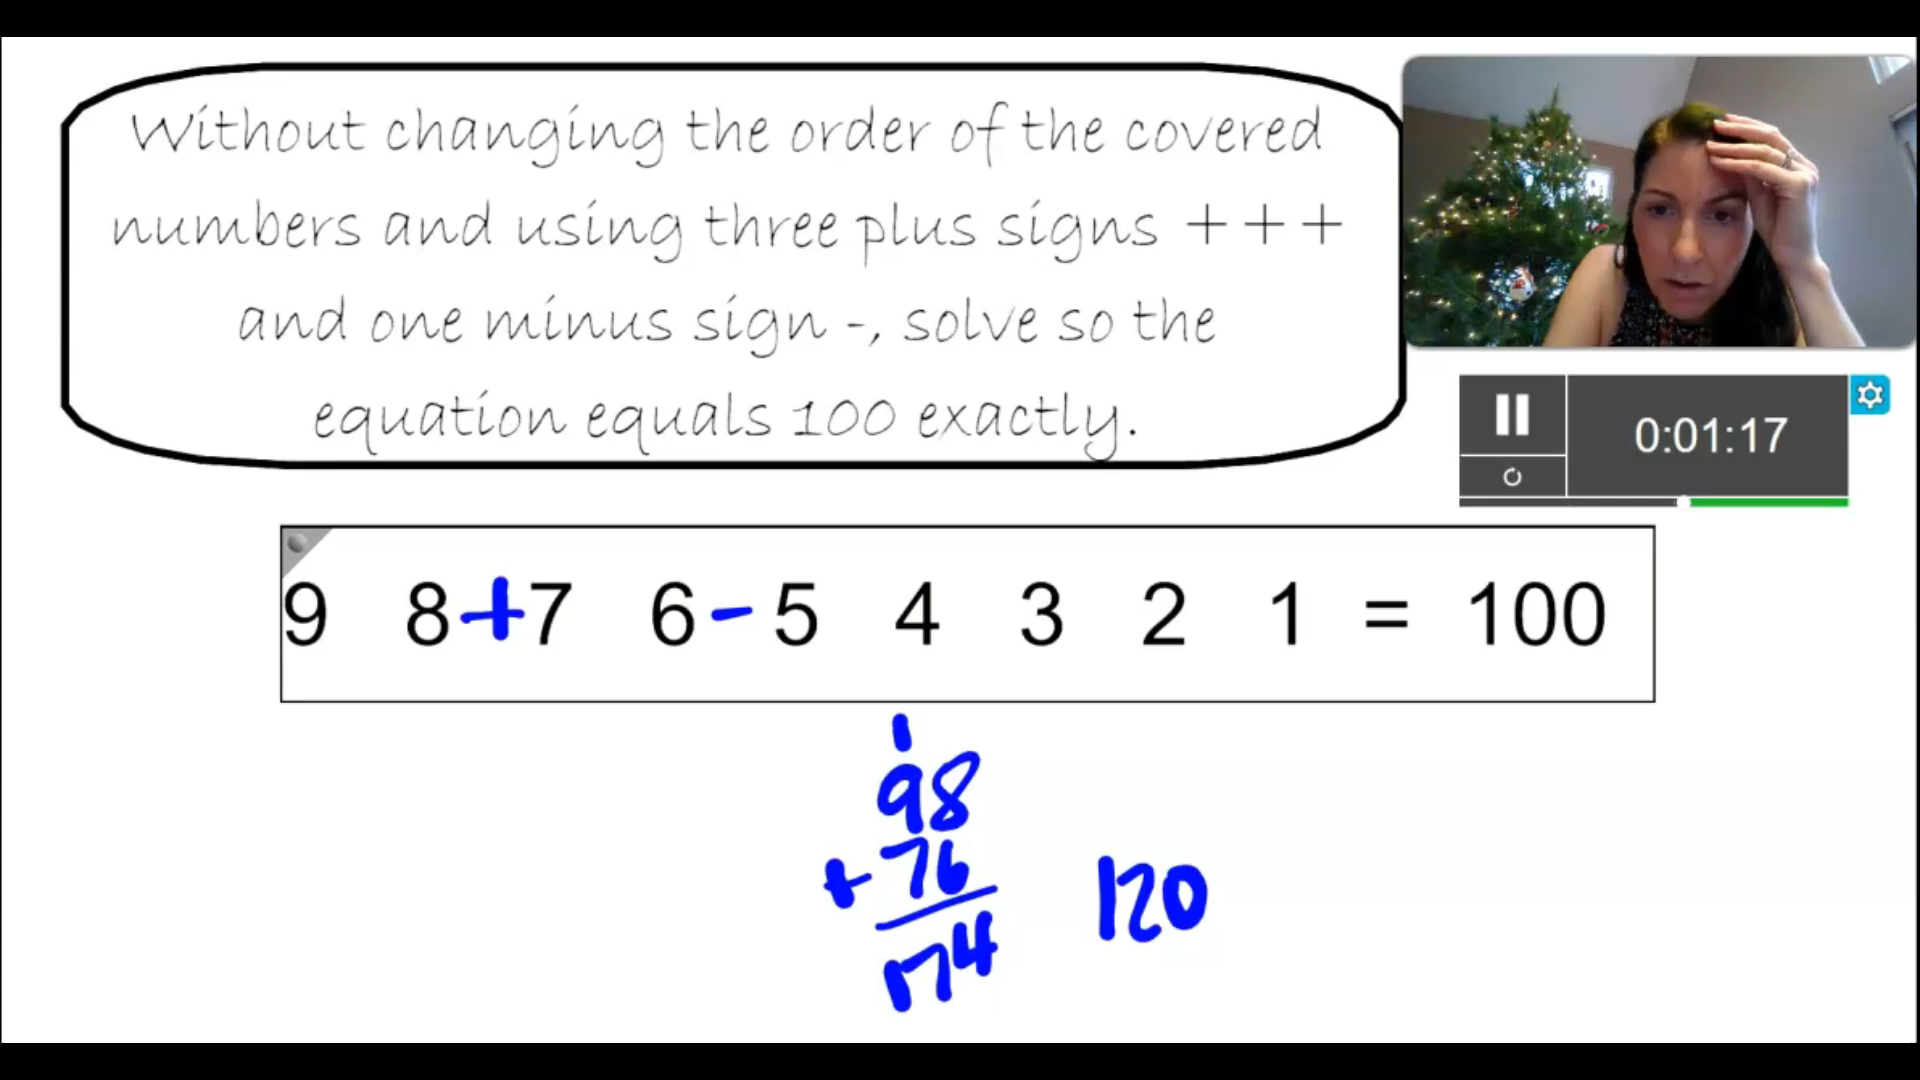 Without changing the order of the covered
numbers and using three plus signs +++
and one minus sign -, solve so the
equation equals 100 exactly.
0:01:17
9 8+7 6-5 4 3 2 1 = 100
1
98
+76
174
120